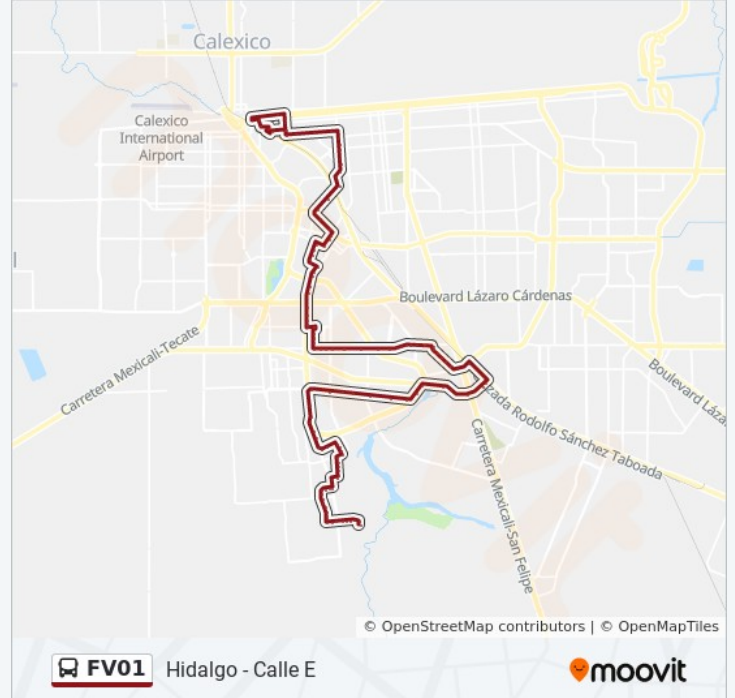 Calexico
Calexico
International
Airport
Boulevard Lázaro Cárdenas
Carretera Mexicali-Tecate
Boulevard Láza
zada Rodolfo Sánchez Taboada
Carretera Mexicali-San Felipe
© OpenStreetMap contributors | © OpenMapTiles
FV01 Hidalgo - Calle E
moovit